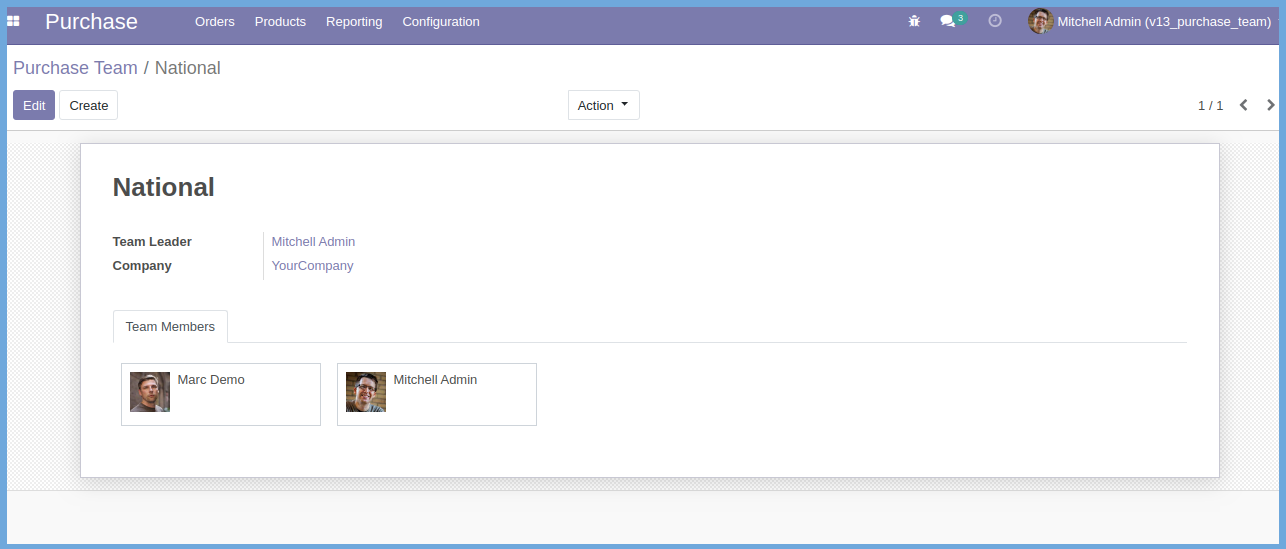 Purchase Orders Products Reporting Configuration 3 Mitchell Admin (v13_purchase_team)
Purchase Team / National
Edit Create Action 1 / 1
National
Team Leader Mitchell Admin
Company YourCompany
Team Members
Marc Demo Mitchell Admin